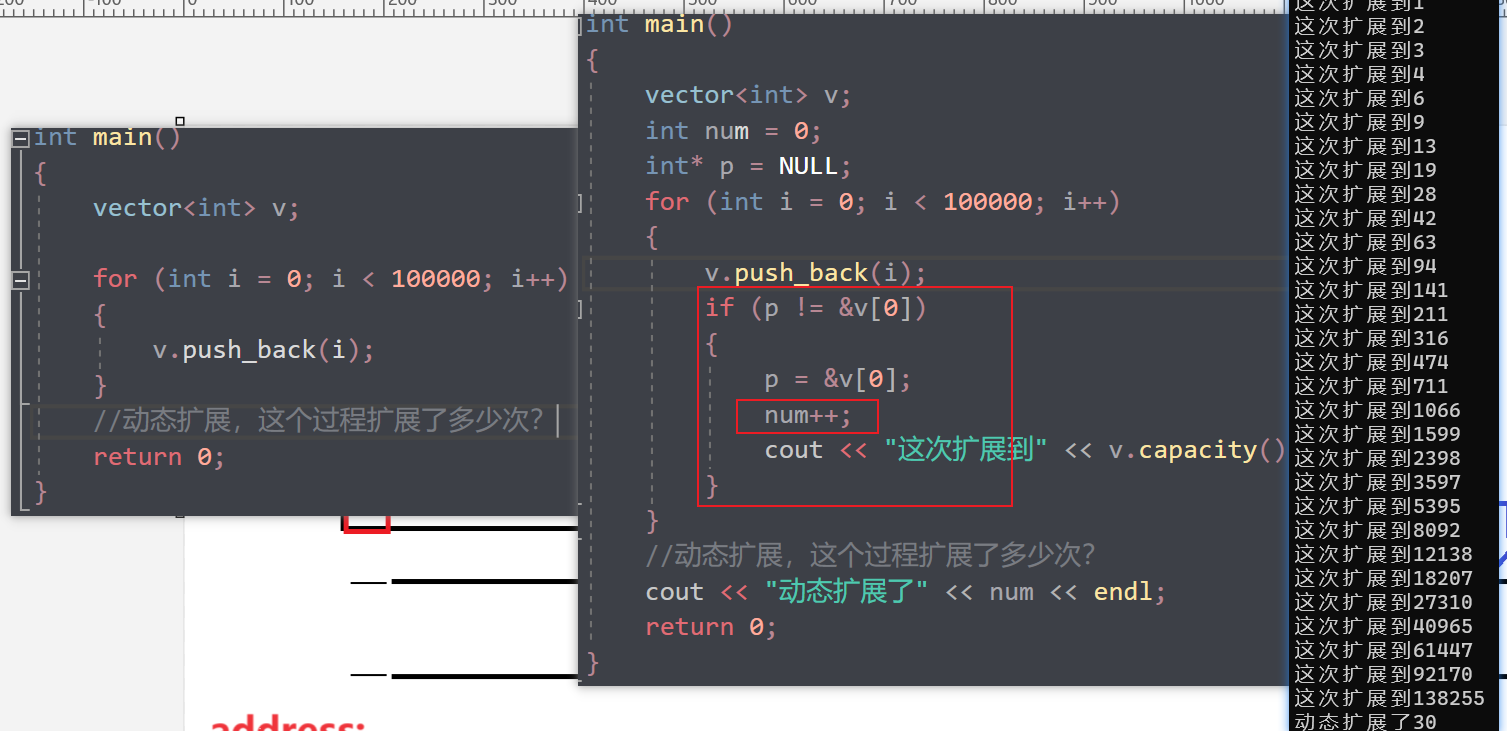 int main()
{
vector<int> v;
for (int i = 0; i < 100000; i++)
{
v.push_back(i);
}
//动态扩展，这个过程扩展了多少次？
return 0;
}
int main()
{
vector<int> v;
int num = 0;
int* p = NULL;
for (int i = 0; i < 100000; i++)
{
v.push_back(i);
if (p != &v[0])
{
p = &v[0];
num++;
cout << "这次扩展到" << v.capacity()
}
}
//动态扩展，这个过程扩展了多少次？
cout << "动态扩展了" << num << endl;
return 0;
}
这次扩展到1
这次扩展到2
这次扩展到3
这次扩展到4
这次扩展到6
这次扩展到9
这次扩展到13
这次扩展到19
这次扩展到28
这次扩展到42
这次扩展到63
这次扩展到94
这次扩展到141
这次扩展到211
这次扩展到316
这次扩展到474
这次扩展到711
这次扩展到1066
这次扩展到1599
这次扩展到2398
这次扩展到3597
这次扩展到5395
这次扩展到8092
这次扩展到12138
这次扩展到18207
这次扩展到27310
这次扩展到40965
这次扩展到61447
这次扩展到92170
这次扩展到138255
动态扩展了30
address: